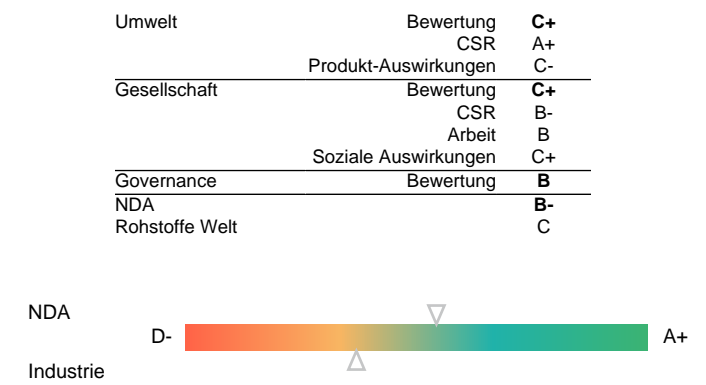 Umwelt Bewertung C+
CSR A+
Produkt-Auswirkungen C-
Gesellschaft Bewertung C+
CSR B-
Arbeit B
Soziale Auswirkungen C+
Governance Bewertung B
NDA B-
Rohstoffe Welt C
NDA
D- A+
Industrie